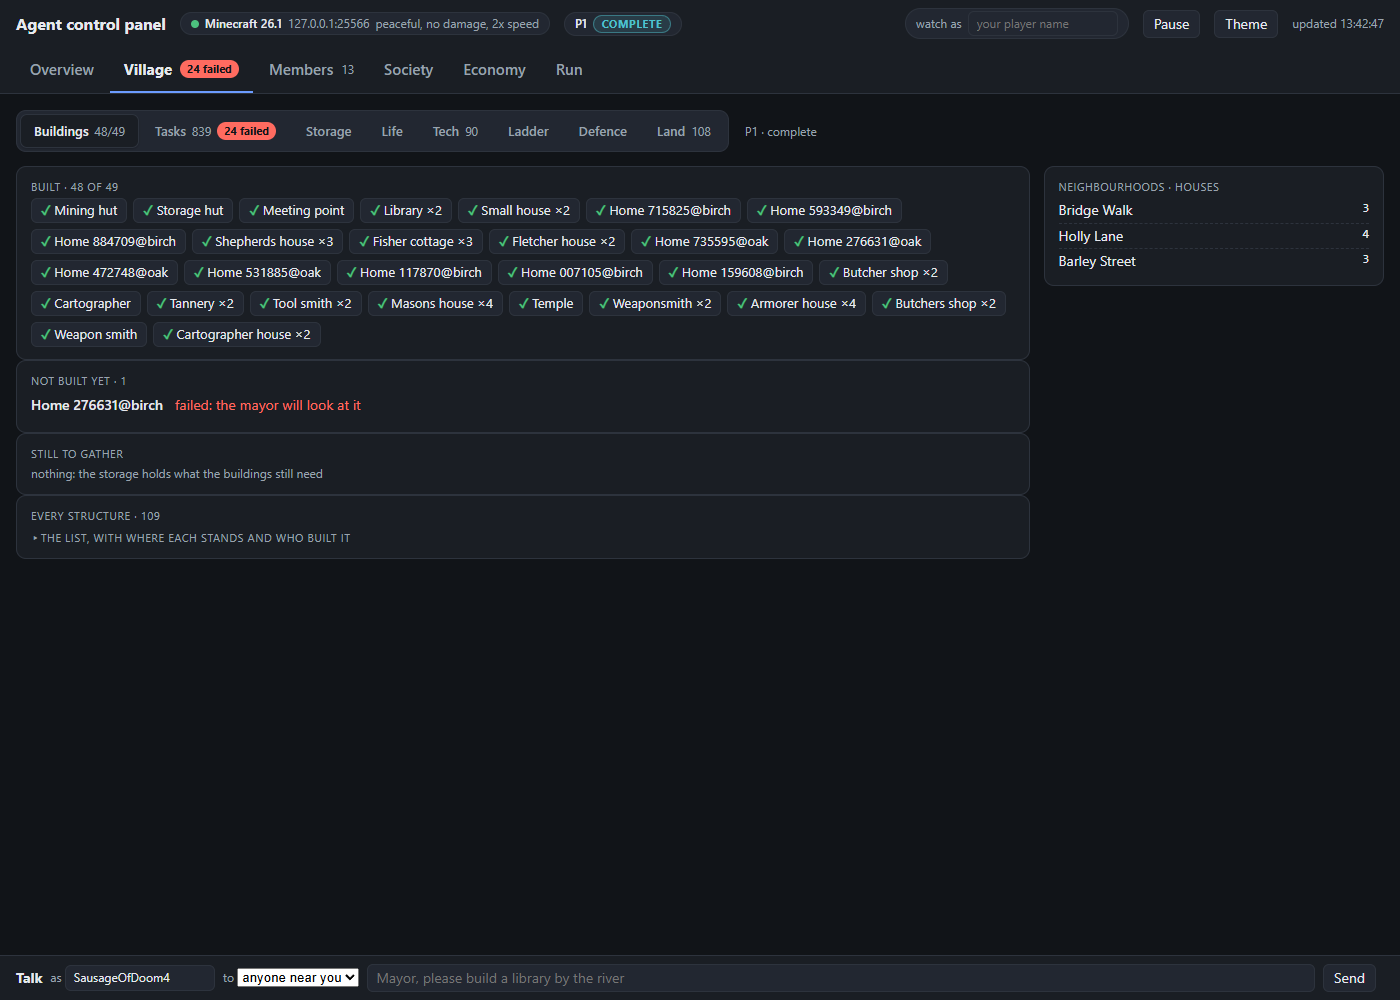 Agent control panel
Minecraft 26.1 127.0.0.1:25566 peaceful, no damage, 2x speed
P1 COMPLETE
watch as your player name
Pause
Theme
updated 13:42:47
Overview
Village 24 failed
Members 13
Society
Economy
Run
Buildings 48/49
Tasks 839 24 failed
Storage
Life
Tech 90
Ladder
Defence
Land 108
P1 · complete
BUILT · 48 OF 49
✓ Mining hut ✓ Storage hut ✓ Meeting point ✓ Library ×2 ✓ Small house ×2 ✓ Home 715825@birch ✓ Home 593349@birch
✓ Home 884709@birch ✓ Shepherds house ×3 ✓ Fisher cottage ×3 ✓ Fletcher house ×2 ✓ Home 735595@oak ✓ Home 276631@oak
✓ Home 472748@oak ✓ Home 531885@oak ✓ Home 117870@birch ✓ Home 007105@birch ✓ Home 159608@birch ✓ Butcher shop ×2
✓ Cartographer ✓ Tannery ×2 ✓ Tool smith ×2 ✓ Masons house ×4 ✓ Temple ✓ Weaponsmith ×2 ✓ Armorer house ×4 ✓ Butchers shop ×2
✓ Weapon smith ✓ Cartographer house ×2
NOT BUILT YET · 1
Home 276631@birch failed: the mayor will look at it
STILL TO GATHER
nothing: the storage holds what the buildings still need
EVERY STRUCTURE · 109
‣ THE LIST, WITH WHERE EACH STANDS AND WHO BUILT IT
NEIGHBOURHOODS · HOUSES
Bridge Walk 3
Holly Lane 4
Barley Street 3
Talk as SausageOfDoom4 to anyone near you Mayor, please build a library by the river Send